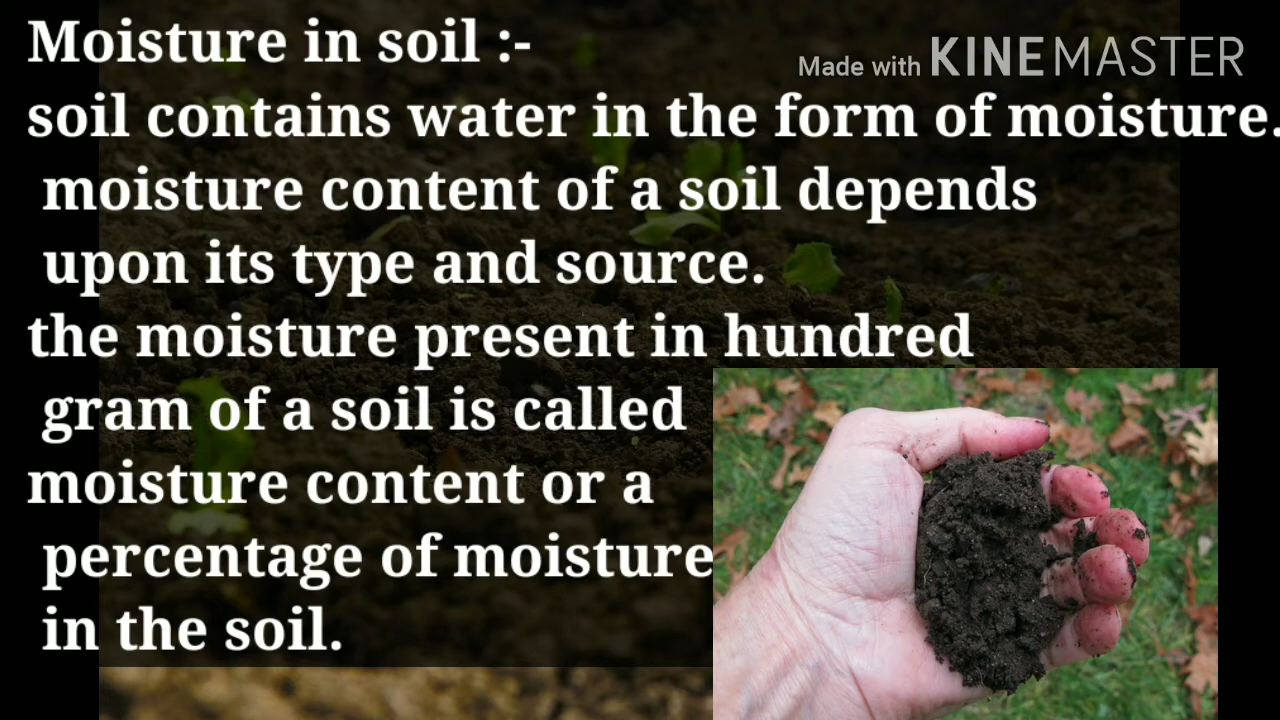 Moisture in soil :-
Made with KINEMASTER
soil contains water in the form of moisture.
moisture content of a soil depends
upon its type and source.
the moisture present in hundred
gram of a soil is called
moisture content or a
percentage of moisture
in the soil.